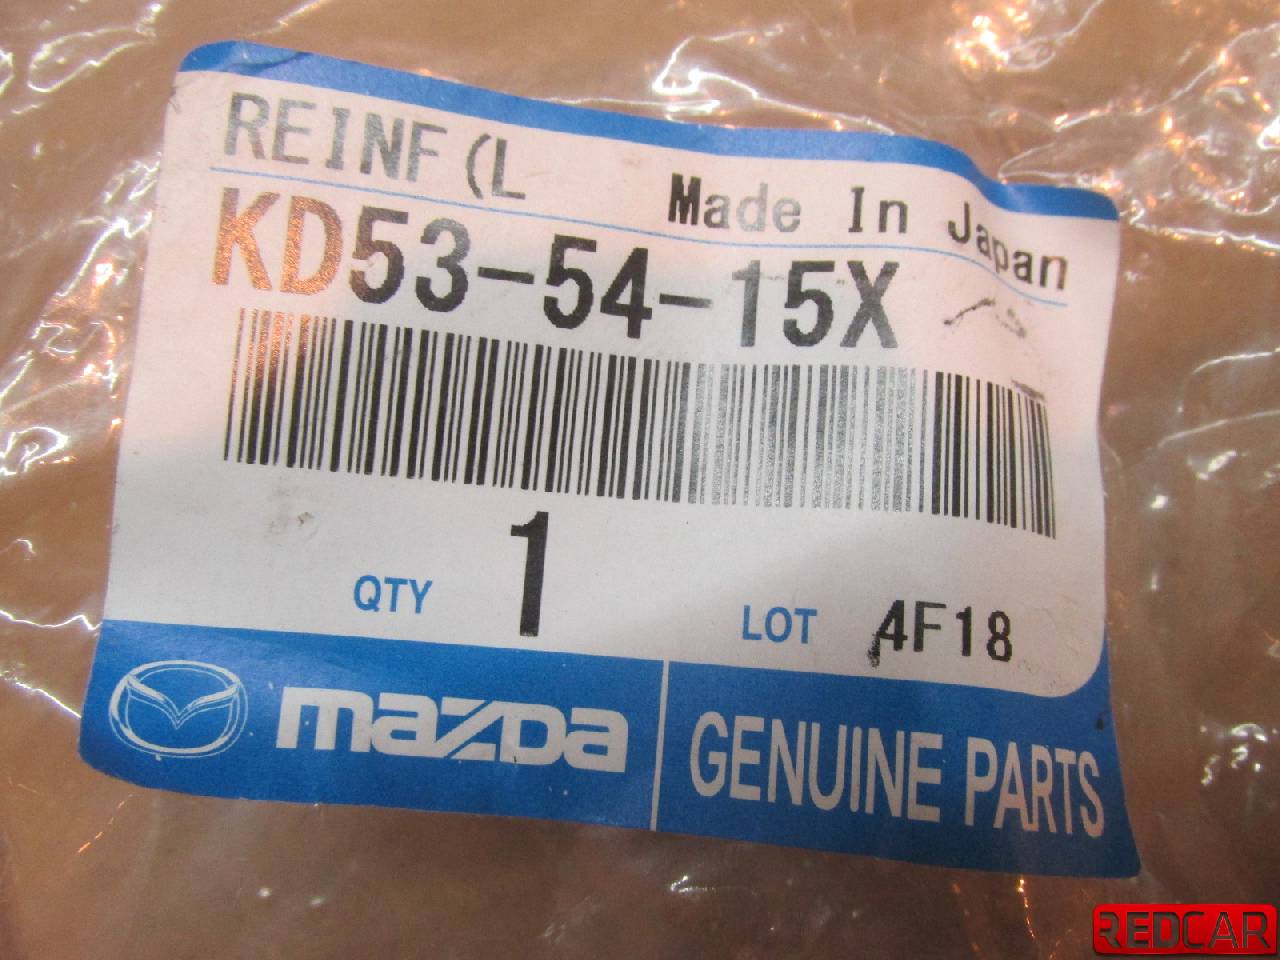 REINF (L
Made In Japan
KD53-54-15X
QTY 1
LOT 4F18
mazDa
GENUINE PARTS
REDCAR